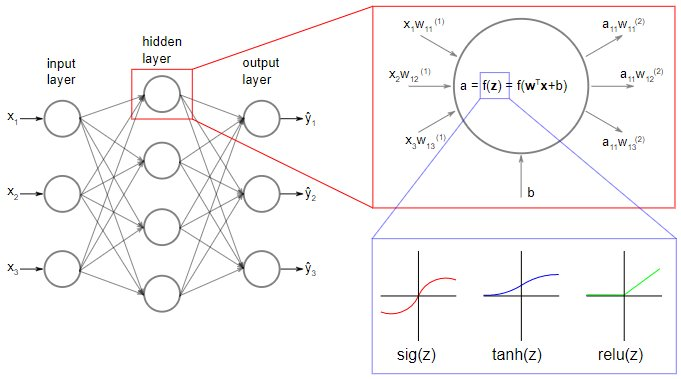 input
layer
hidden
layer
output
layer
x₁
x₂
x₃
ŷ₁
ŷ₂
ŷ₃
x₁w₁₁⁽¹⁾
x₂w₁₂⁽¹⁾
x₃w₁₃⁽¹⁾
a = f(z) = f(wᵀx+b)
b
a₁₁w₁₁⁽²⁾
a₁₁w₁₂⁽²⁾
a₁₁w₁₃⁽²⁾
sig(z)
tanh(z)
relu(z)